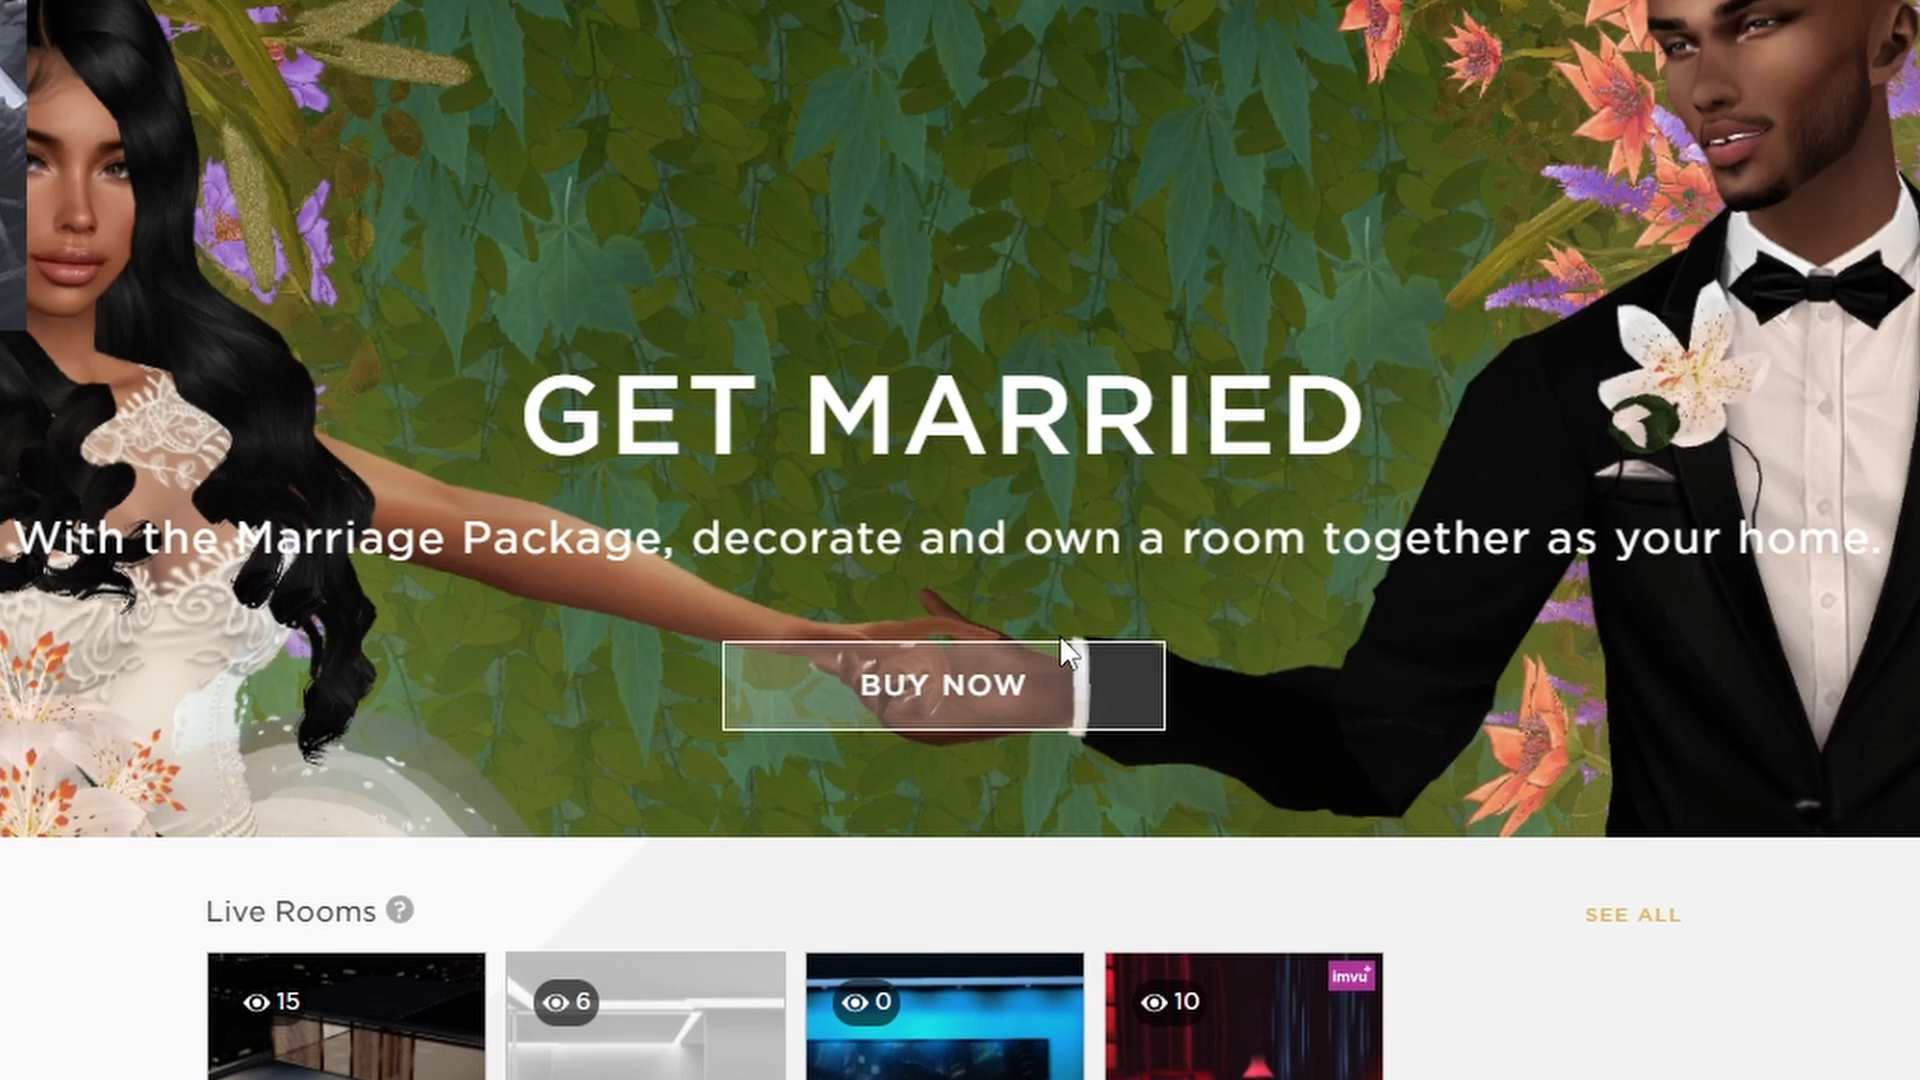 GET MARRIED
With the Marriage Package, decorate and own a room together as your home.
BUY NOW
Live Rooms ?
SEE ALL
15
6
0
10
imvu+